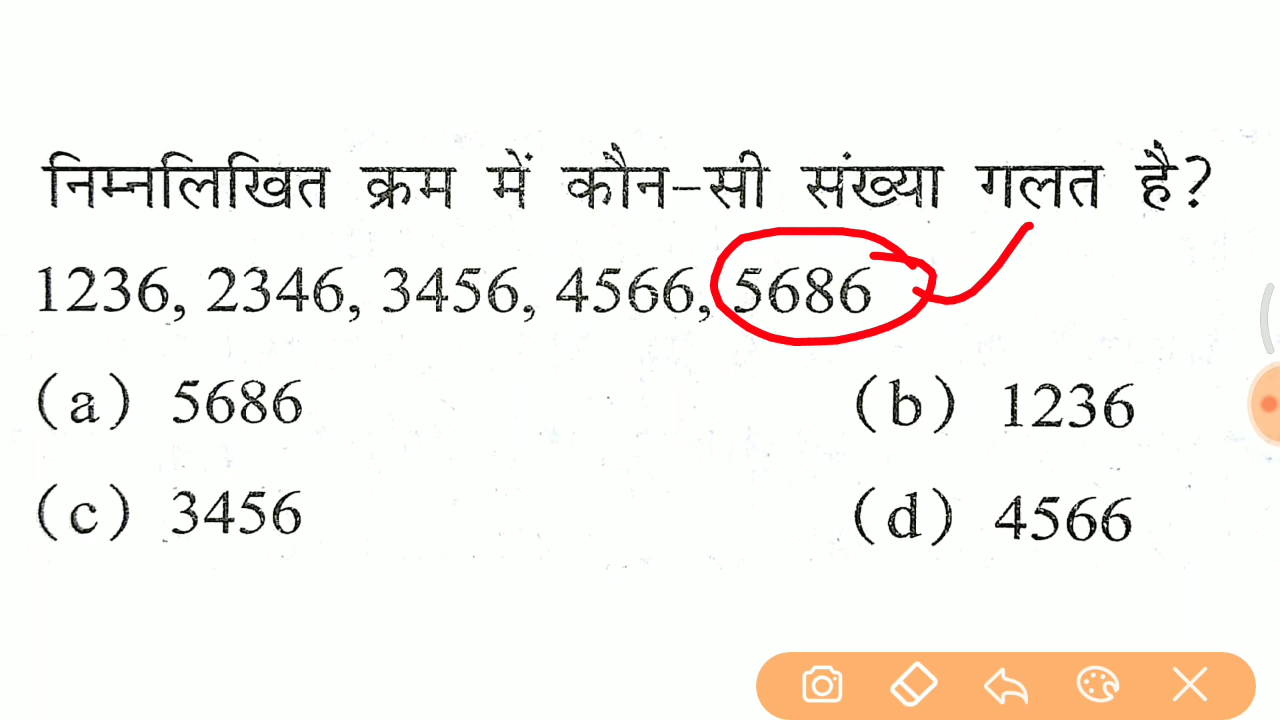 निम्नलिखित क्रम में कौन-सी संख्या गलत है?
1236, 2346, 3456, 4566, 5686
(a) 5686 (b) 1236
(c) 3456 (d) 4566